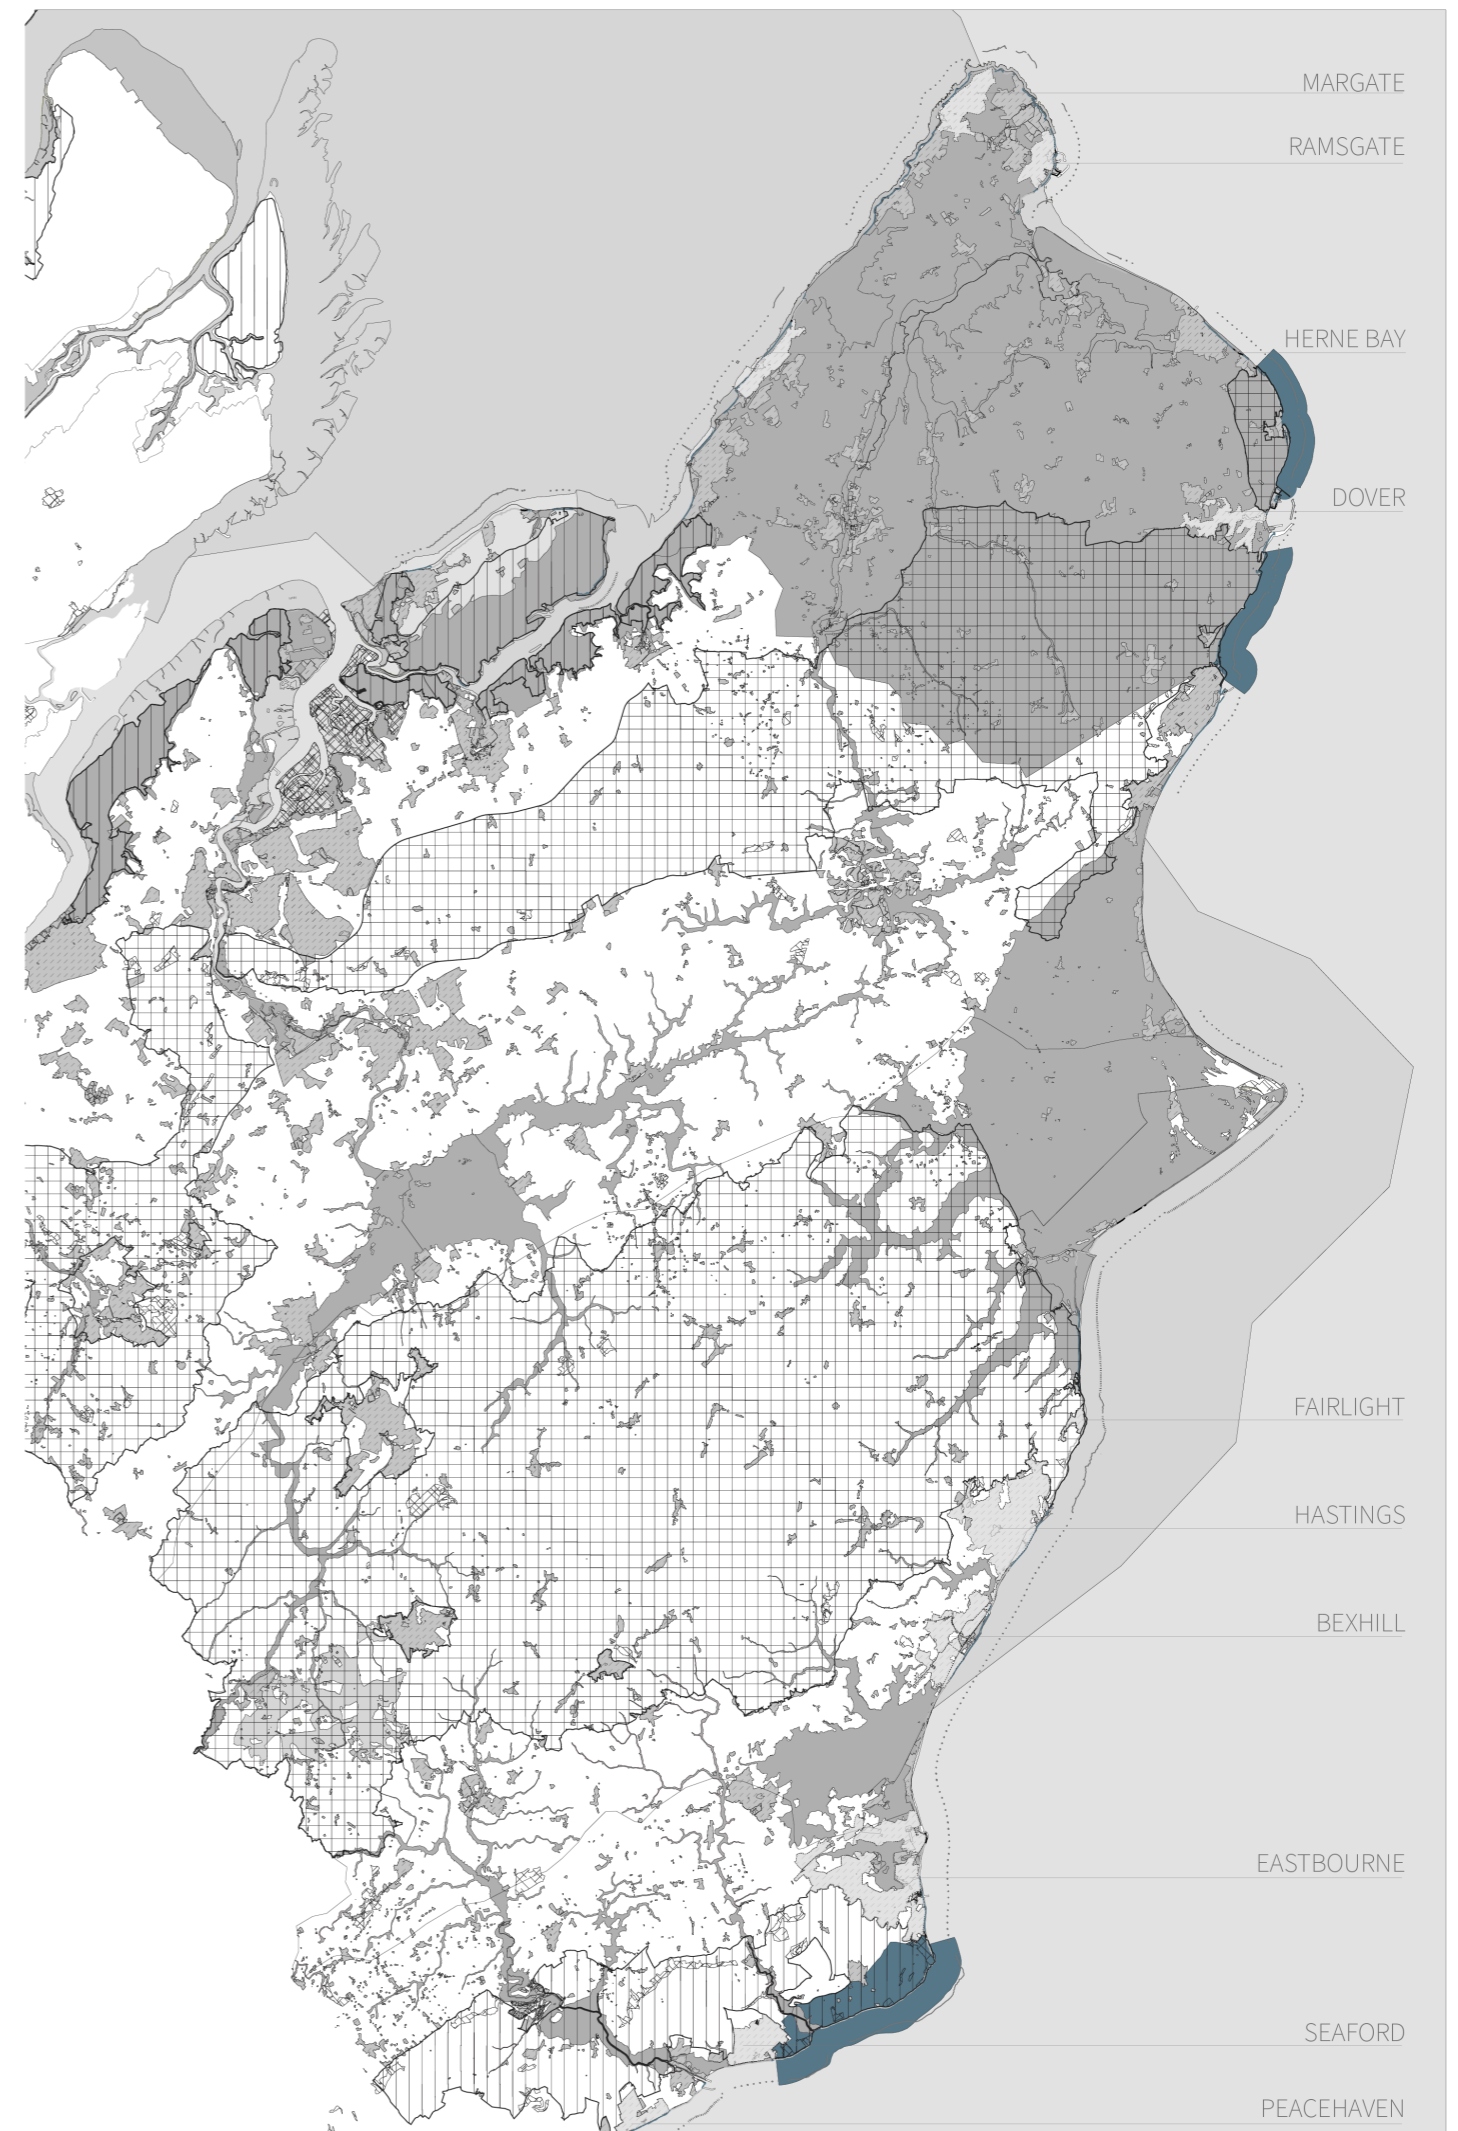 MARGATE
RAMSGATE
HERNE BAY
DOVER
FAIRLIGHT
HASTINGS
BEXHILL
EASTBOURNE
SEAFORD
PEACEHAVEN